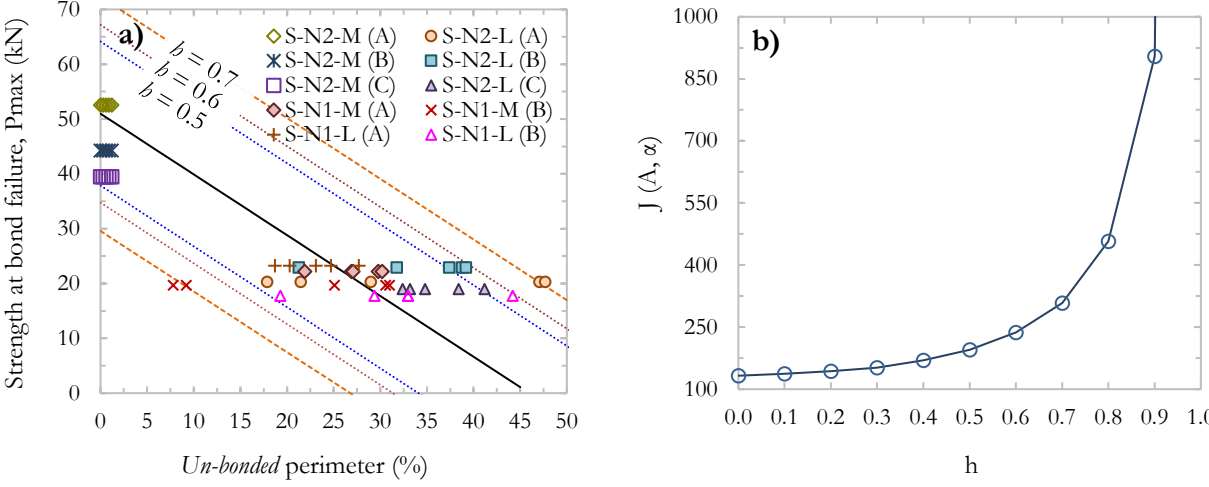 a)
S-N2-M (A)
S-N2-L (A)
S-N2-M (B)
S-N2-L (B)
S-N2-M (C)
S-N2-L (C)
S-N1-M (A)
S-N1-M (B)
S-N1-L (A)
S-N1-L (B)
b = 0.7
b = 0.6
b = 0.5
Strength at bond failure, Pmax (kN)
70
60
50
40
30
20
10
0
0 5 10 15 20 25 30 35 40 45 50
Un-bonded perimeter (%)
b)
J (A, α)
1000
850
700
550
400
250
100
0.0 0.1 0.2 0.3 0.4 0.5 0.6 0.7 0.8 0.9 1.0
h